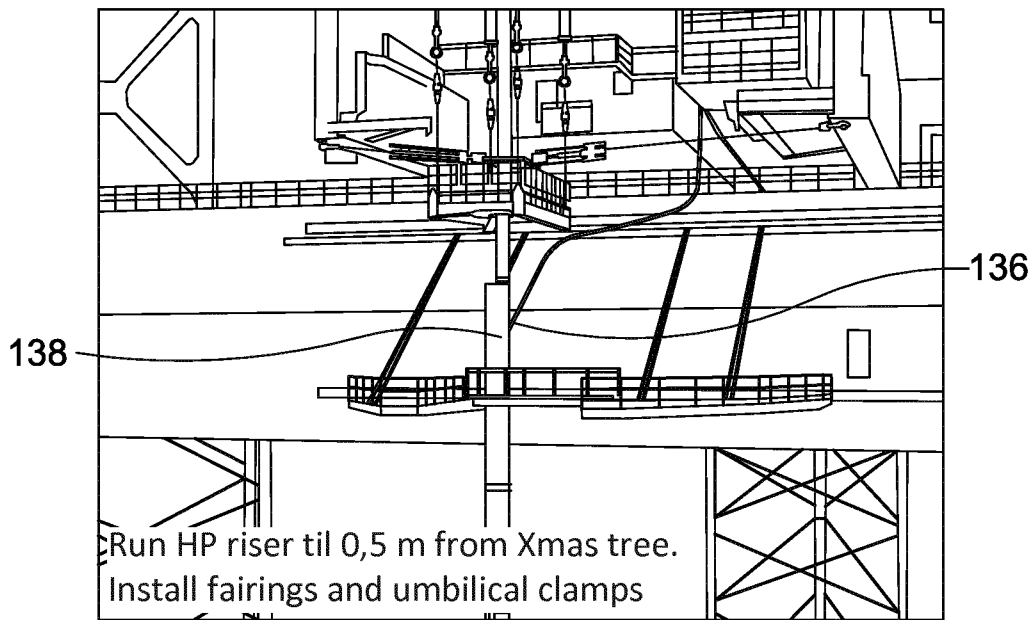 136
138
Run HP riser til 0,5 m from Xmas tree.
Install fairings and umbilical clamps